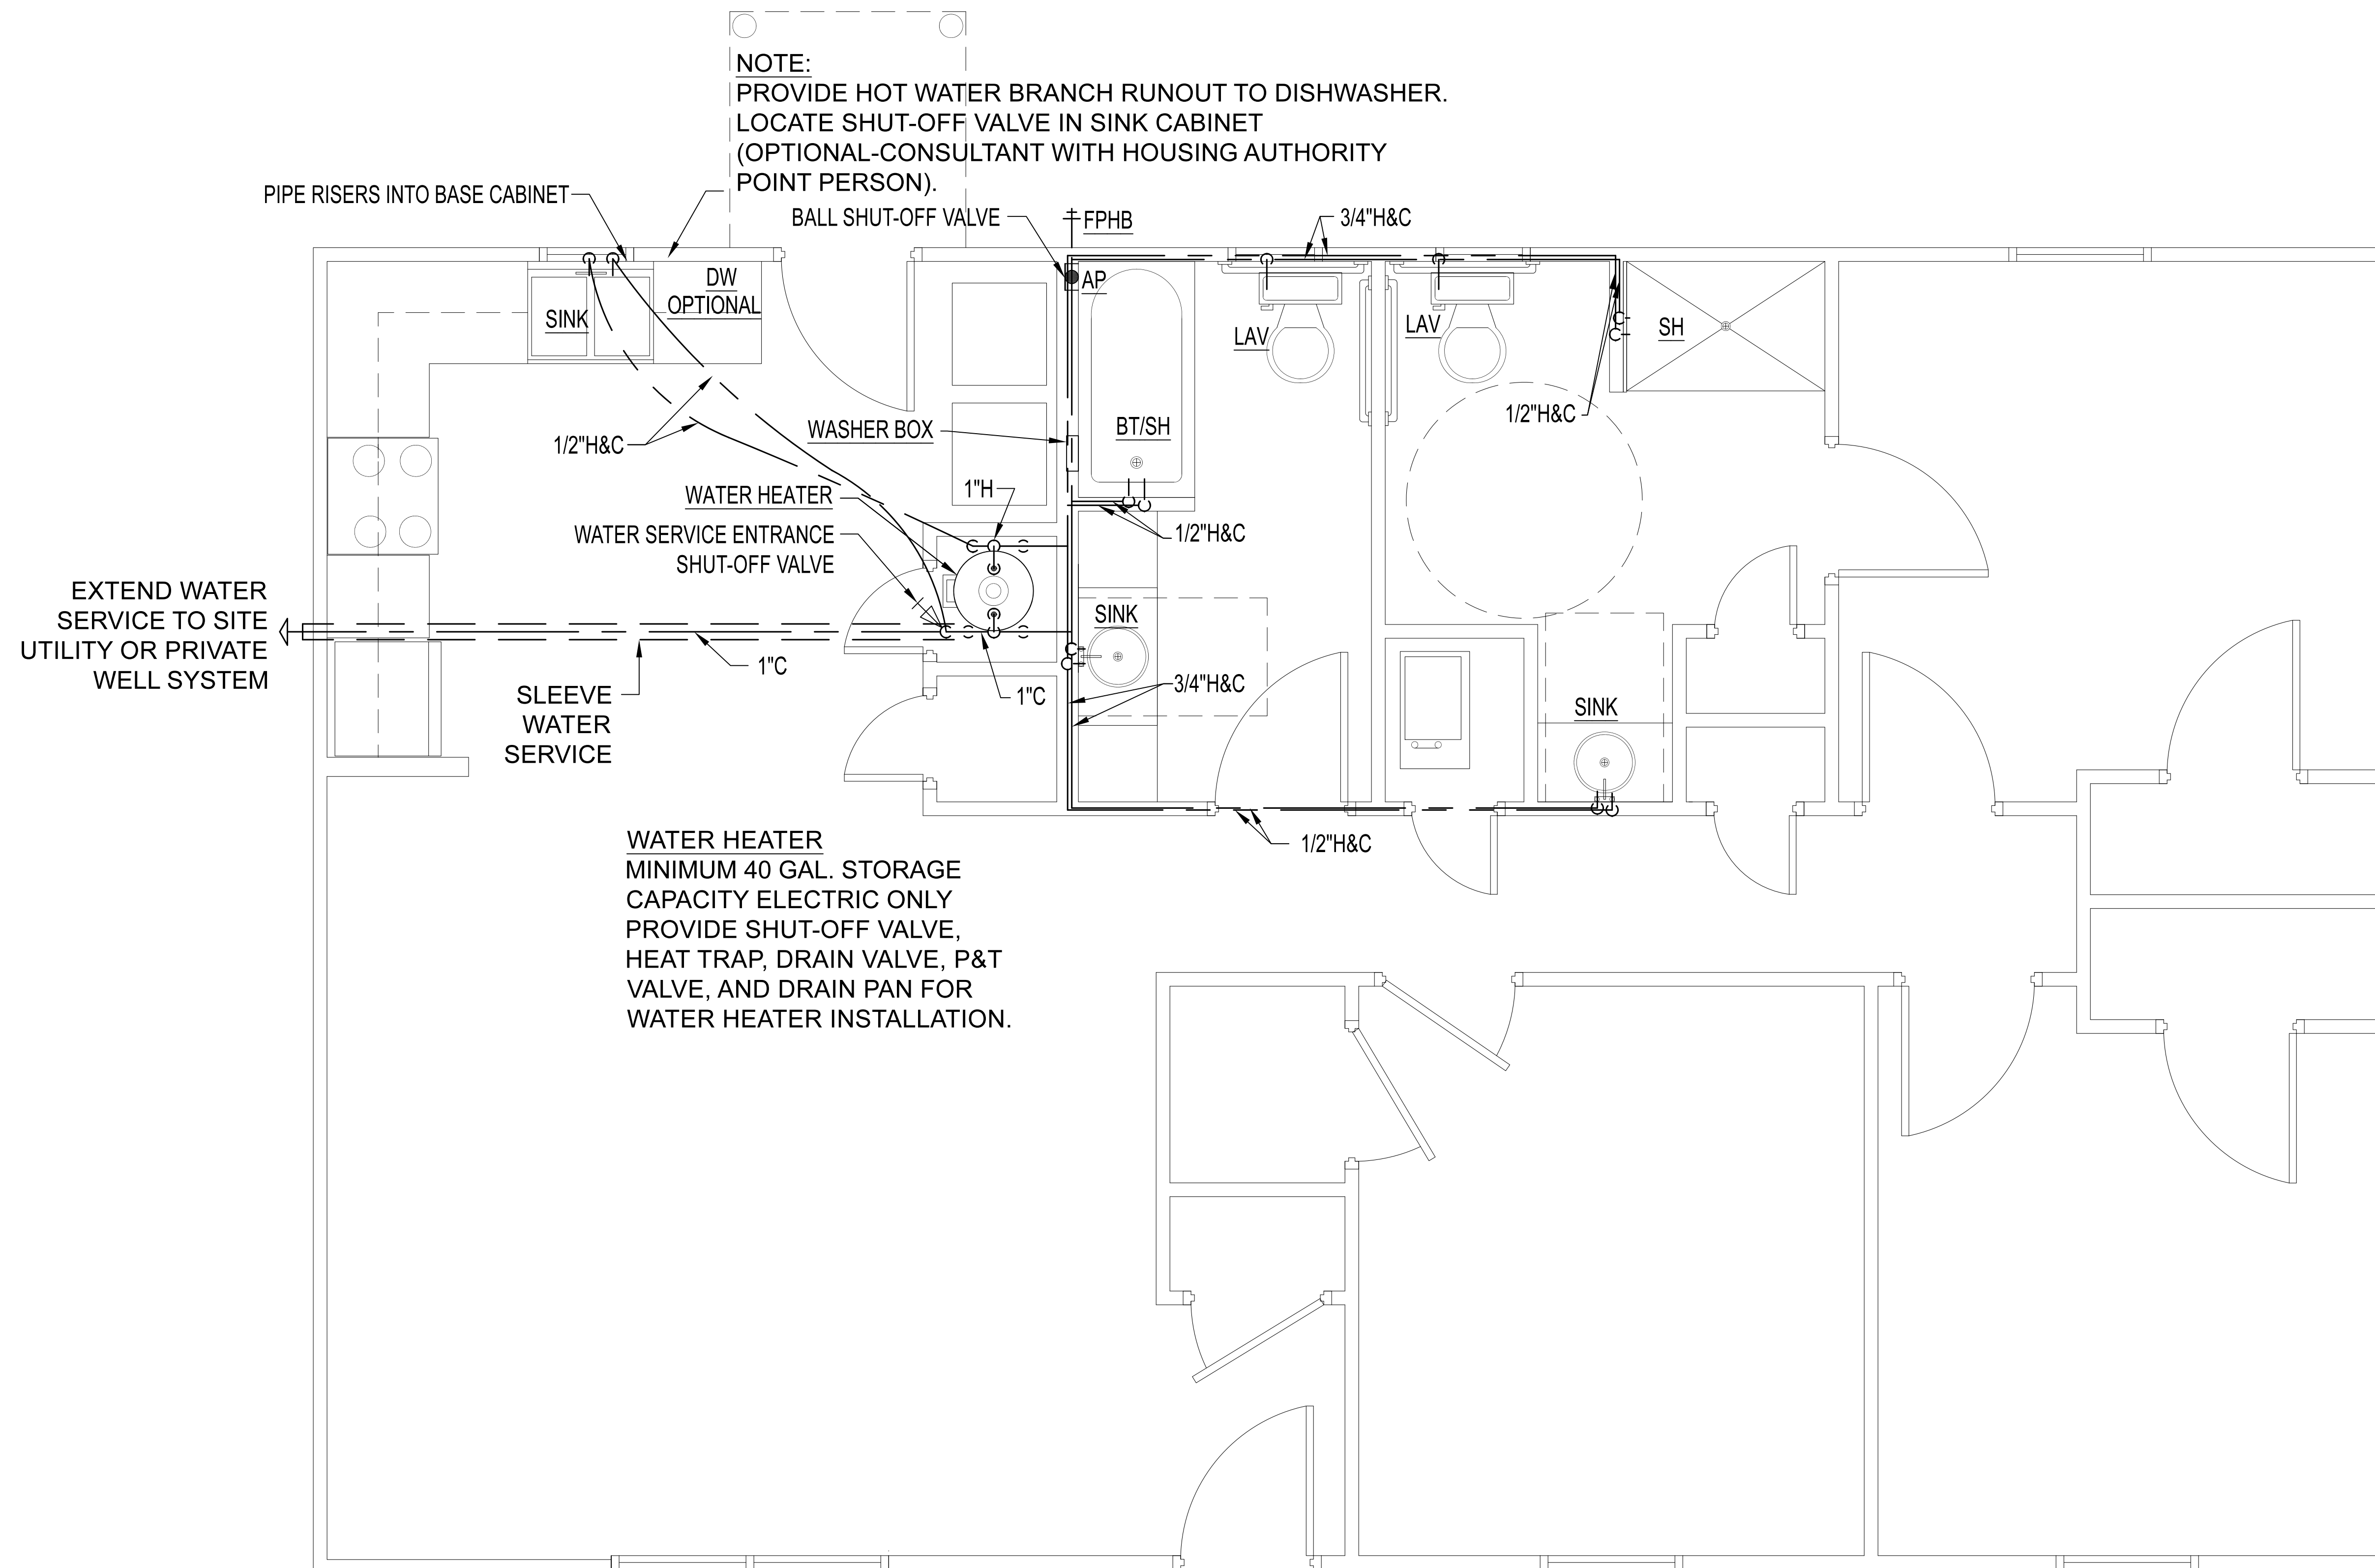 NOTE:
PROVIDE HOT WATER BRANCH RUNOUT TO DISHWASHER.
LOCATE SHUT-OFF VALVE IN SINK CABINET
(OPTIONAL-CONSULTANT WITH HOUSING AUTHORITY
POINT PERSON).
PIPE RISERS INTO BASE CABINET
BALL SHUT-OFF VALVE
FPHB
3/4"H&C
AP
DW
OPTIONAL
SINK
LAV
LAV
SH
1/2"H&C
WASHER BOX
BT/SH
1/2"H&C
WATER HEATER
1"H
WATER SERVICE ENTRANCE
SHUT-OFF VALVE
1/2"H&C
EXTEND WATER
SERVICE TO SITE
UTILITY OR PRIVATE
WELL SYSTEM
SINK
1"C
SLEEVE
WATER
SERVICE
1"C
3/4"H&C
SINK
1/2"H&C
WATER HEATER
MINIMUM 40 GAL. STORAGE
CAPACITY ELECTRIC ONLY
PROVIDE SHUT-OFF VALVE,
HEAT TRAP, DRAIN VALVE, P&T
VALVE, AND DRAIN PAN FOR
WATER HEATER INSTALLATION.